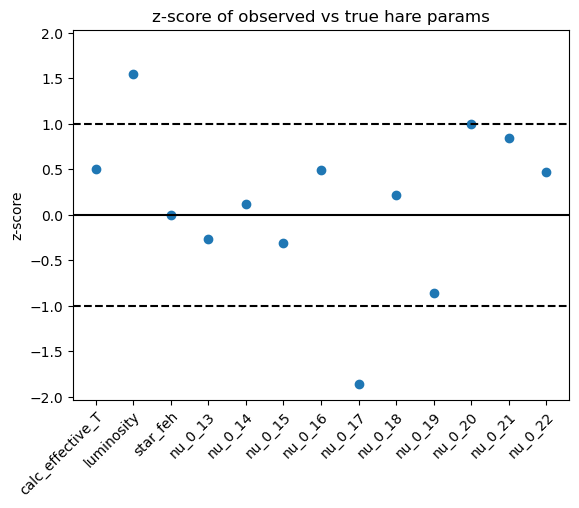 z-score of observed vs true hare params
z-score
2.0
1.5
1.0
0.5
0.0
−0.5
−1.0
−1.5
−2.0
calc_effective_T
luminosity
star_feh
nu_0_13
nu_0_14
nu_0_15
nu_0_16
nu_0_17
nu_0_18
nu_0_19
nu_0_20
nu_0_21
nu_0_22